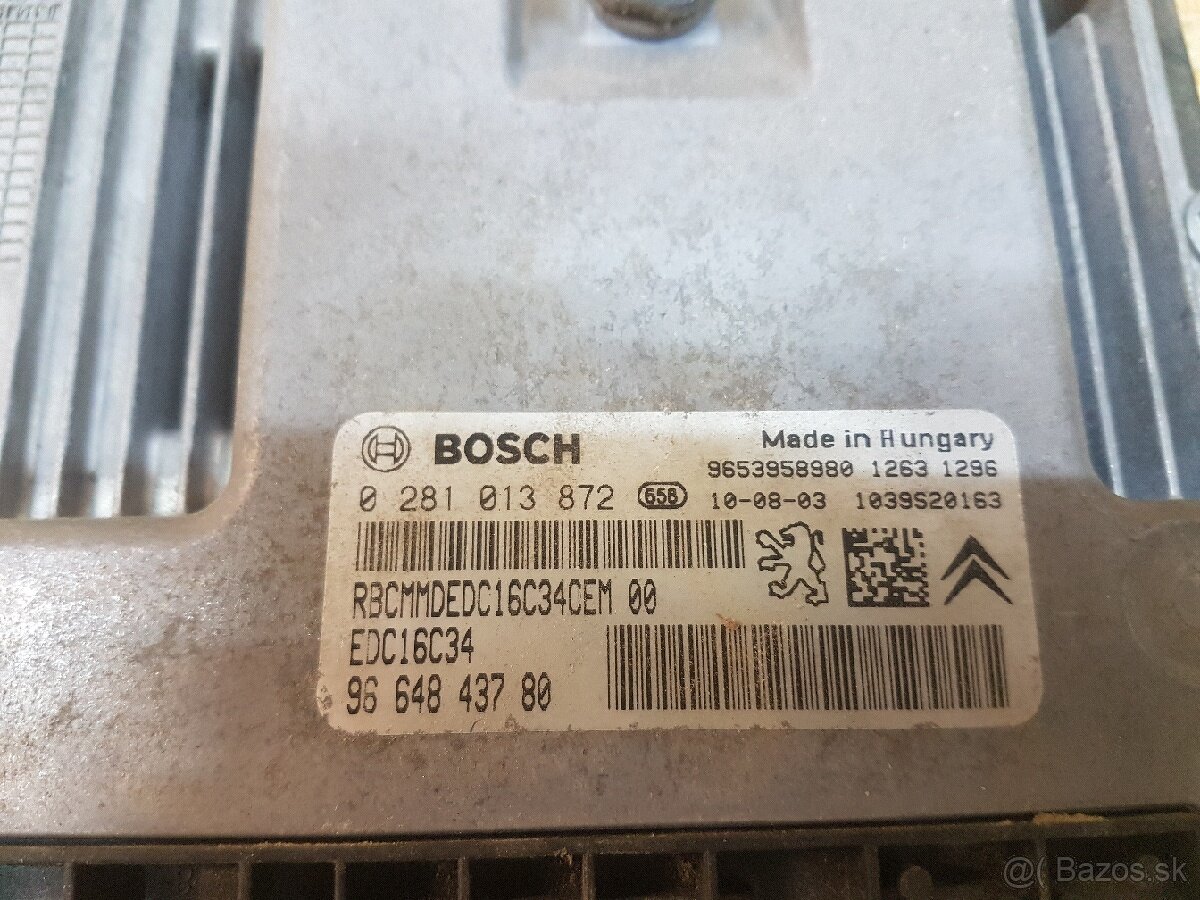 BOSCH
Made in Hungary
9653958980 1263 1296
0 281 013 872 658 10-08-03 1039S20163
RBCMMDEDC16C34CEM 00
EDC16C34
96 648 437 80
@( Bazos.sk